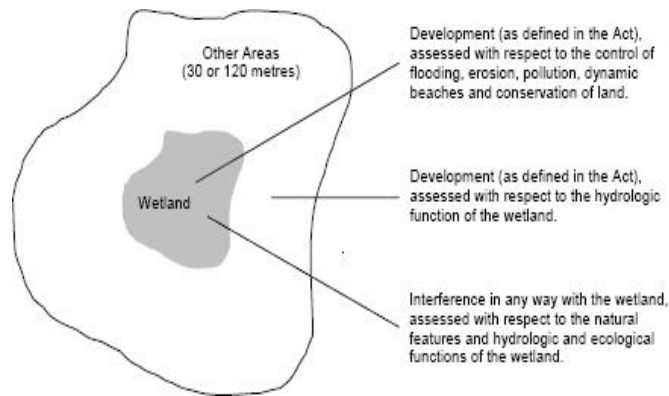 Other Areas
(30 or 120 metres)
Wetland
Development (as defined in the Act),
assessed with respect to the control of
flooding, erosion, pollution, dynamic
beaches and conservation of land.
Development (as defined in the Act),
assessed with respect to the hydrologic
function of the wetland.
Interference in any way with the wetland,
assessed with respect to the natural
features and hydrologic and ecological
functions of the wetland.